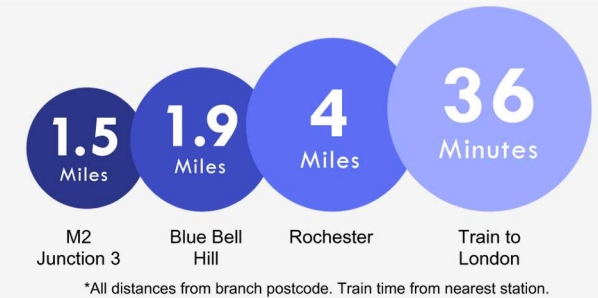 1.5
Miles
1.9
Miles
4
Miles
36
Minutes
M2
Junction 3
Blue Bell
Hill
Rochester
Train to
London
*All distances from branch postcode. Train time from nearest station.